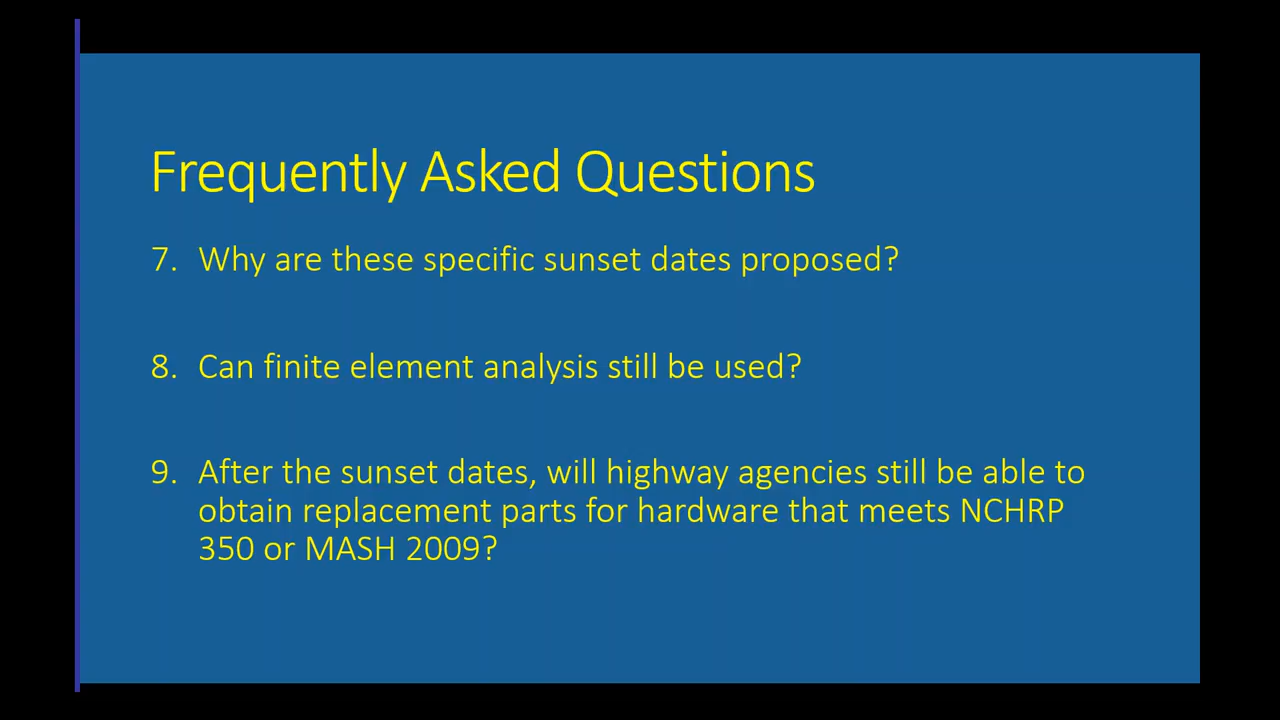 Frequently Asked Questions
7. Why are these specific sunset dates proposed?
8. Can finite element analysis still be used?
9. After the sunset dates, will highway agencies still be able to
obtain replacement parts for hardware that meets NCHRP
350 or MASH 2009?